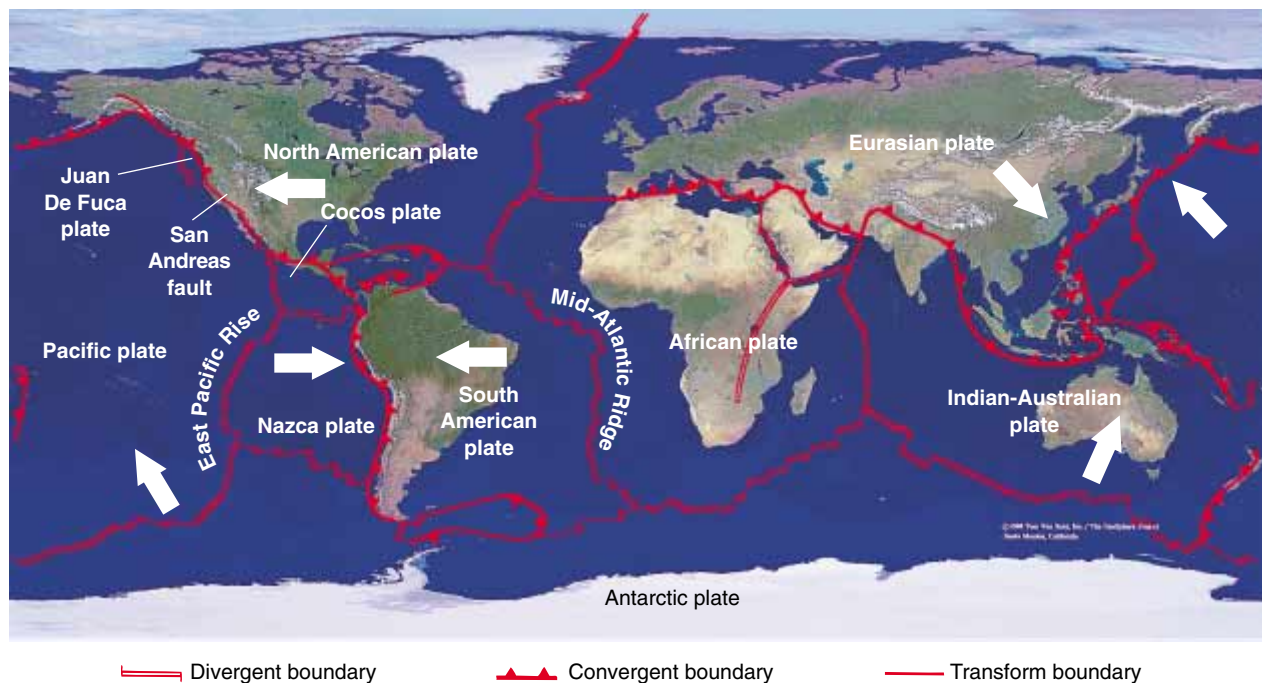 North American plate
Eurasian plate
Juan
De Fuca
plate
Cocos plate
San
Andreas
fault
Mid-Atlantic Ridge
East Pacific Rise
Pacific plate
African plate
Nazca plate
South
American
plate
Indian-Australian
plate
Antarctic plate
Divergent boundary
Convergent boundary
Transform boundary